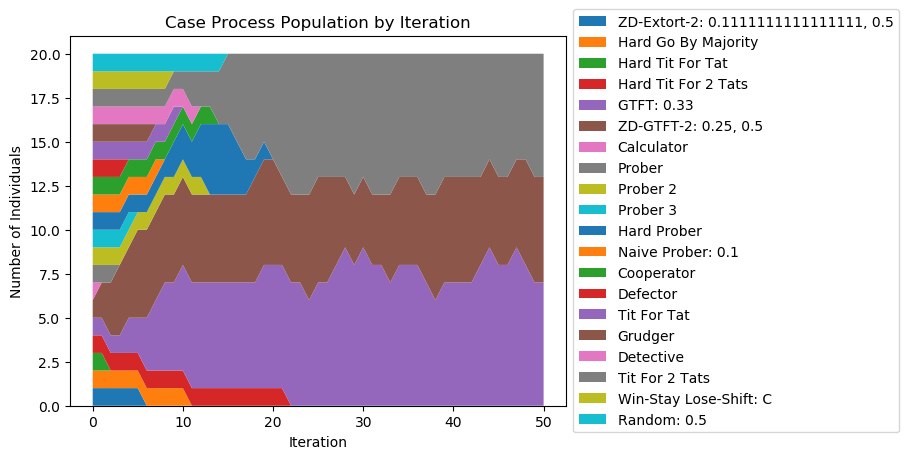 Case Process Population by Iteration
Number of Individuals
20.0
17.5
15.0
12.5
10.0
7.5
5.0
2.5
0.0
0 10 20 30 40 50
Iteration
ZD-Extort-2: 0.1111111111111111, 0.5
Hard Go By Majority
Hard Tit For Tat
Hard Tit For 2 Tats
GTFT: 0.33
ZD-GTFT-2: 0.25, 0.5
Calculator
Prober
Prober 2
Prober 3
Hard Prober
Naive Prober: 0.1
Cooperator
Defector
Tit For Tat
Grudger
Detective
Tit For 2 Tats
Win-Stay Lose-Shift: C
Random: 0.5